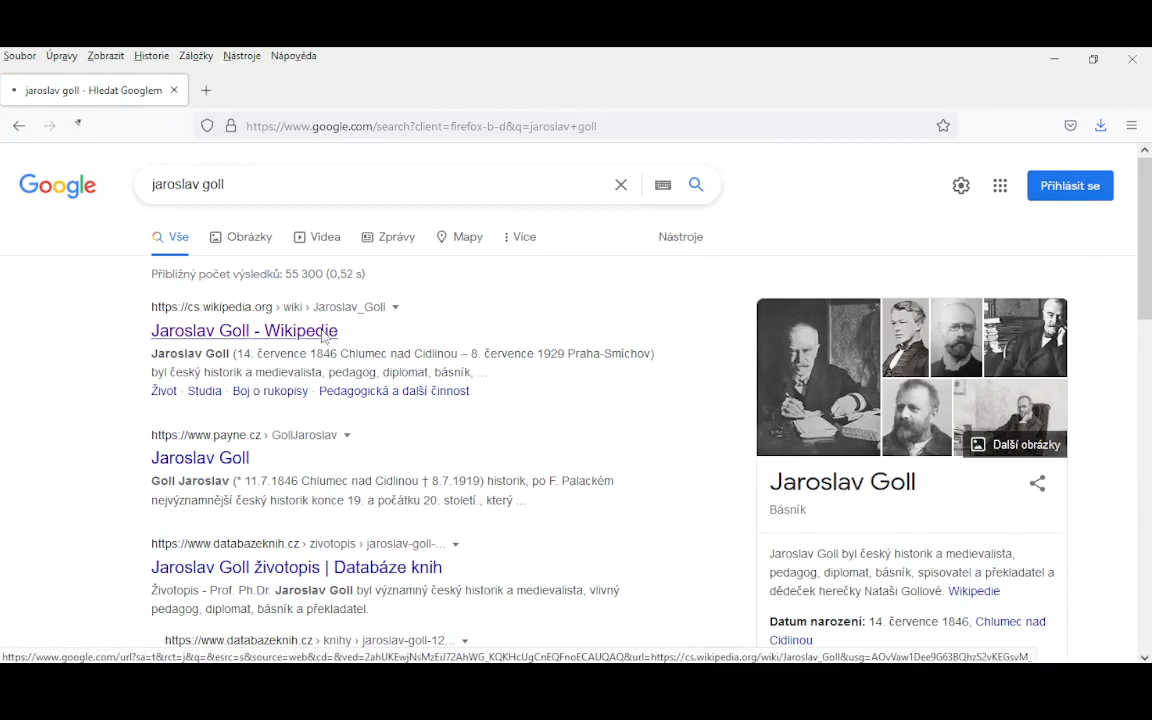 Soubor Úpravy Zobrazit Historie Záložky Nástroje Nápověda
jaroslav goll - Hledat Googlem
https://www.google.com/search?client=firefox-b-d&q=jaroslav+goll
Google
jaroslav goll
Přihlásit se
Vše Obrázky Videa Zprávy Mapy Více Nástroje
Přibližný počet výsledků: 55 300 (0,52 s)
https://cs.wikipedia.org › wiki › Jaroslav_Goll
Jaroslav Goll - Wikipedie
Jaroslav Goll (14. července 1846 Chlumec nad Cidlinou – 8. července 1929 Praha-Smíchov)
byl český historik a medievalista, pedagog, diplomat, básník, ...
Život · Studia · Boj o rukopisy · Pedagogická a další činnost
https://www.payne.cz › GollJaroslav
Jaroslav Goll
Goll Jaroslav (* 11.7.1846 Chlumec nad Cidlinou † 8.7.1919) historik, po F. Palackém
nejvýznamnější český historik konce 19. a počátku 20. století., který ...
https://www.databazeknih.cz › zivotopis › jaroslav-goll-...
Jaroslav Goll životopis | Databáze knih
Životopis - Prof. Ph.Dr. Jaroslav Goll byl významný český historik a medievalista, vlivný
pedagog, diplomat, básník a překladatel.
https://www.databazeknih.cz › knihy › jaroslav-goll-12...
Další obrázky
Jaroslav Goll
Básník
Jaroslav Goll byl český historik a medievalista,
pedagog, diplomat, básník, spisovatel a překladatel a
dědeček herečky Nataši Gollové. Wikipedie
Datum narození: 14. července 1846, Chlumec nad
Cidlinou